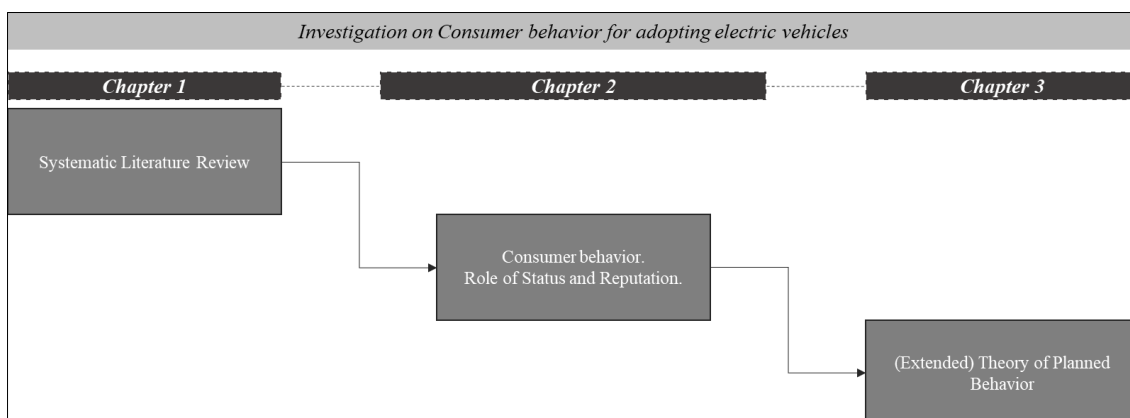 Investigation on Consumer behavior for adopting electric vehicles
Chapter 1
Chapter 2
Chapter 3
Systematic Literature Review
Consumer behavior.
Role of Status and Reputation.
(Extended) Theory of Planned
Behavior